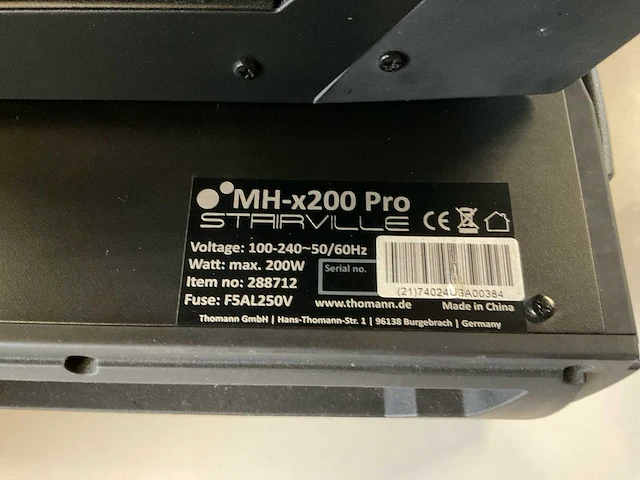 MH-x200 Pro
STAIRVILLE
Voltage: 100-240~50/60Hz
Watt: max. 200W
Serial no.
Item no: 288712
(21)74024USA00384
Fuse: F5AL250V
www.thomann.de
Made in China
Thomann GmbH | Hans-Thomann-Str. 1 | 96138 Burgebrach | Germany